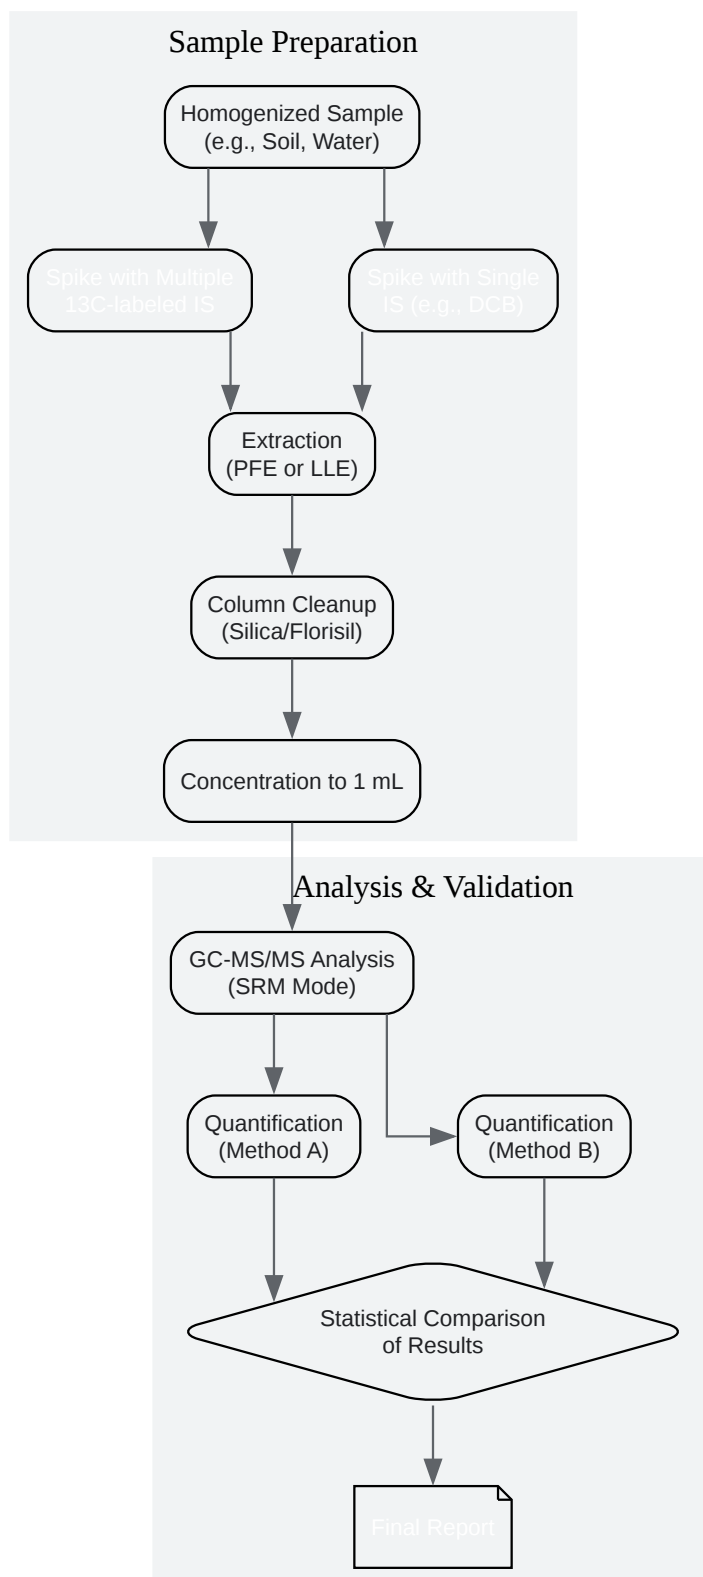 Sample Preparation
Homogenized Sample
(e.g., Soil, Water)
Spike with Multiple
13C-labeled IS
Spike with Single
IS (e.g., DCB)
Extraction
(PFE or LLE)
Column Cleanup
(Silica/Florisil)
Concentration to 1 mL
Analysis & Validation
GC-MS/MS Analysis
(SRM Mode)
Quantification
(Method A)
Quantification
(Method B)
Statistical Comparison
of Results
Final Report